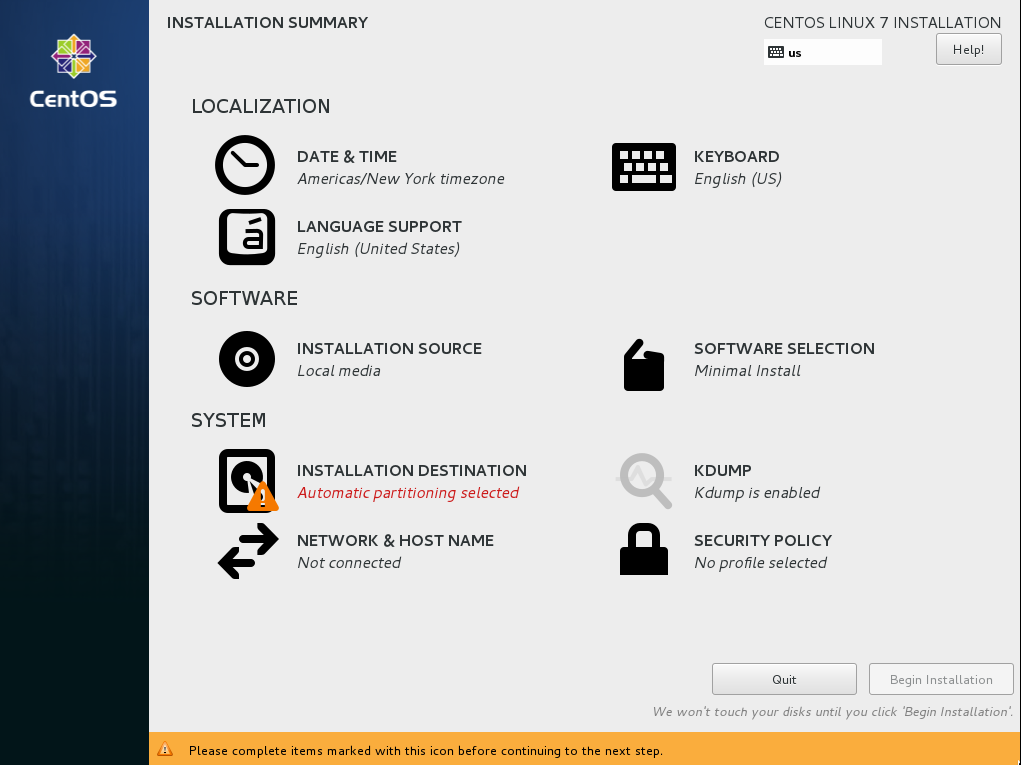 INSTALLATION SUMMARY
CENTOS LINUX 7 INSTALLATION
us
Help!
CentOS
LOCALIZATION
DATE & TIME
Americas/New York timezone
KEYBOARD
English (US)
á
LANGUAGE SUPPORT
English (United States)
SOFTWARE
INSTALLATION SOURCE
Local media
SOFTWARE SELECTION
Minimal Install
SYSTEM
INSTALLATION DESTINATION
Automatic partitioning selected
KDUMP
Kdump is enabled
NETWORK & HOST NAME
Not connected
SECURITY POLICY
No profile selected
Quit
Begin Installation
We won't touch your disks until you click 'Begin Installation'.
Please complete items marked with this icon before continuing to the next step.